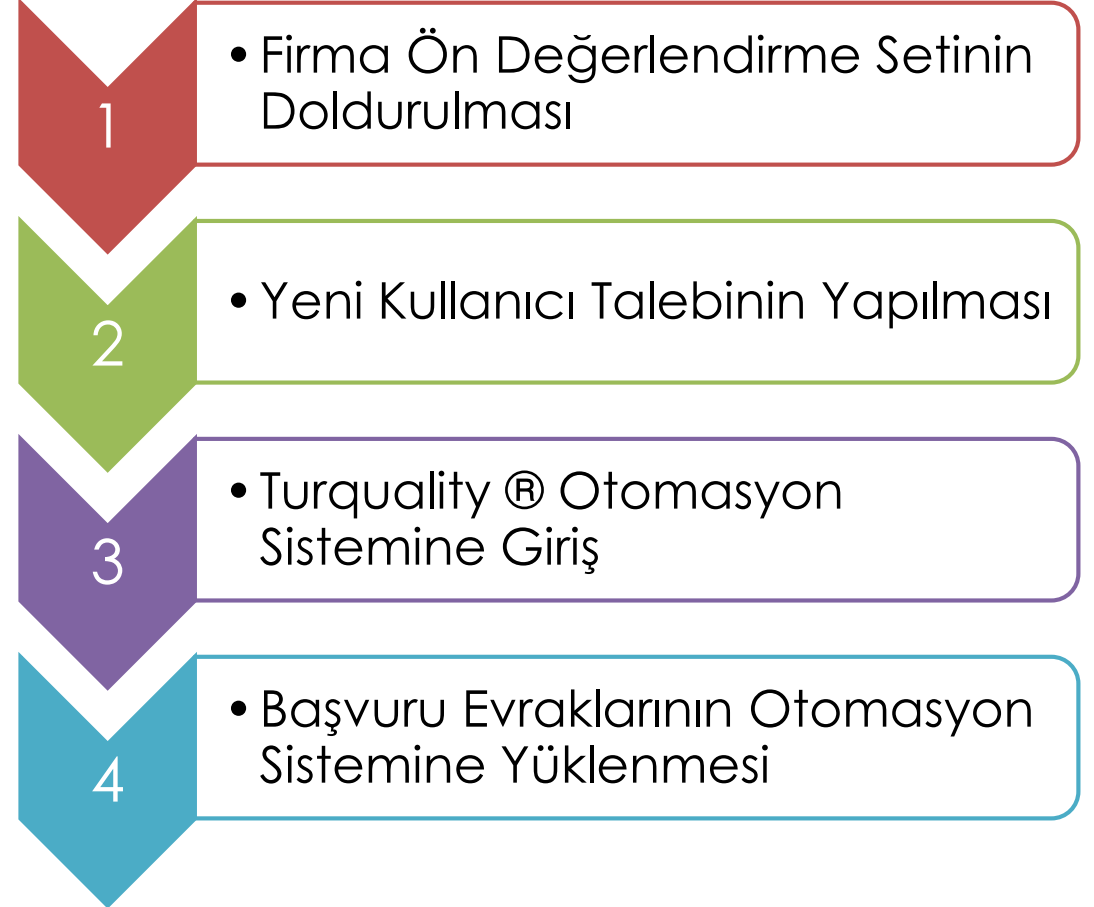 1
• Firma Ön Değerlendirme Setinin
Doldurulması
2
• Yeni Kullanıcı Talebinin Yapılması
3
• Turquality ® Otomasyon
Sistemine Giriş
4
• Başvuru Evraklarının Otomasyon
Sistemine Yüklenmesi